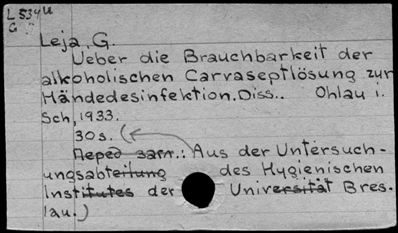 L 534u
G
Leja, G.
Ueber die Brauchbarkeit der
alkoholischen Carvaseptlösung zur
Händedesinfektion. Diss.. Ohlau i.
Sch, 1933.
30 s. (
Aus der Untersuch-
ungsabteilung des Hygienischen
Institutes der Universität Bres-
lau.)